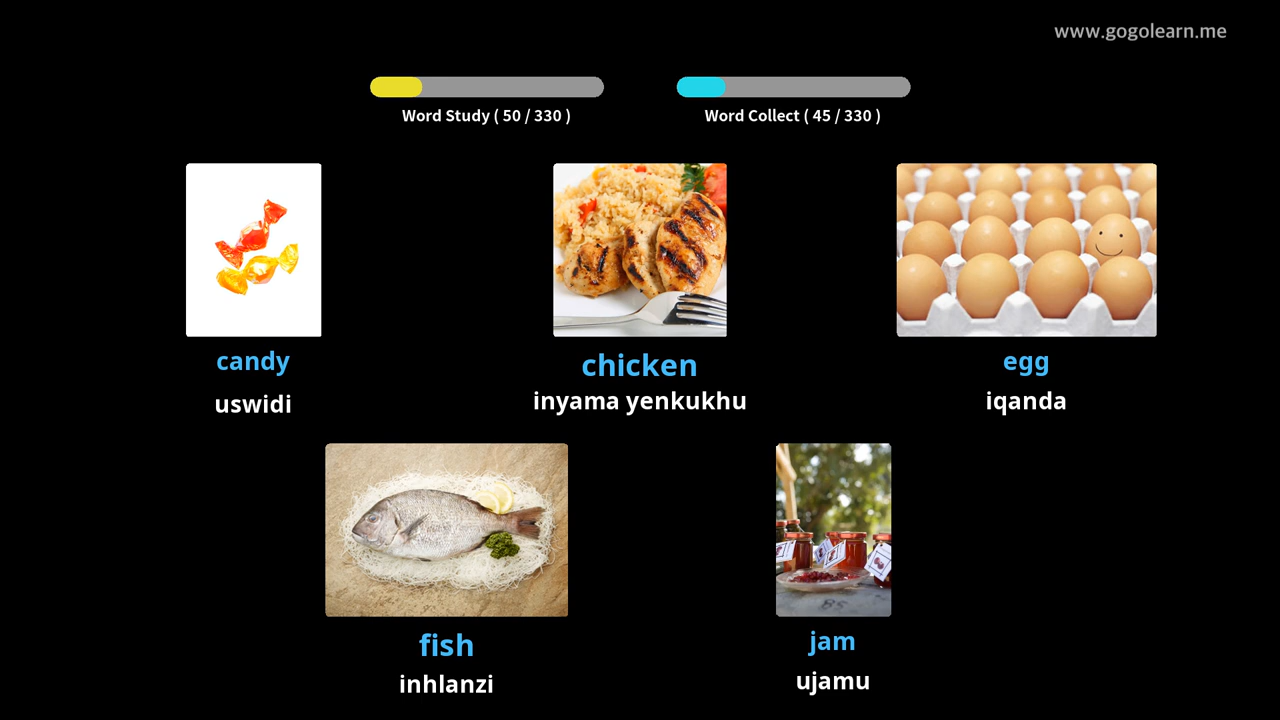 www.gogolearn.me
Word Study ( 50 / 330 )
Word Collect ( 45 / 330 )
candy
uswidi
chicken
inyama yenkukhu
egg
iqanda
fish
inhlanzi
jam
ujamu